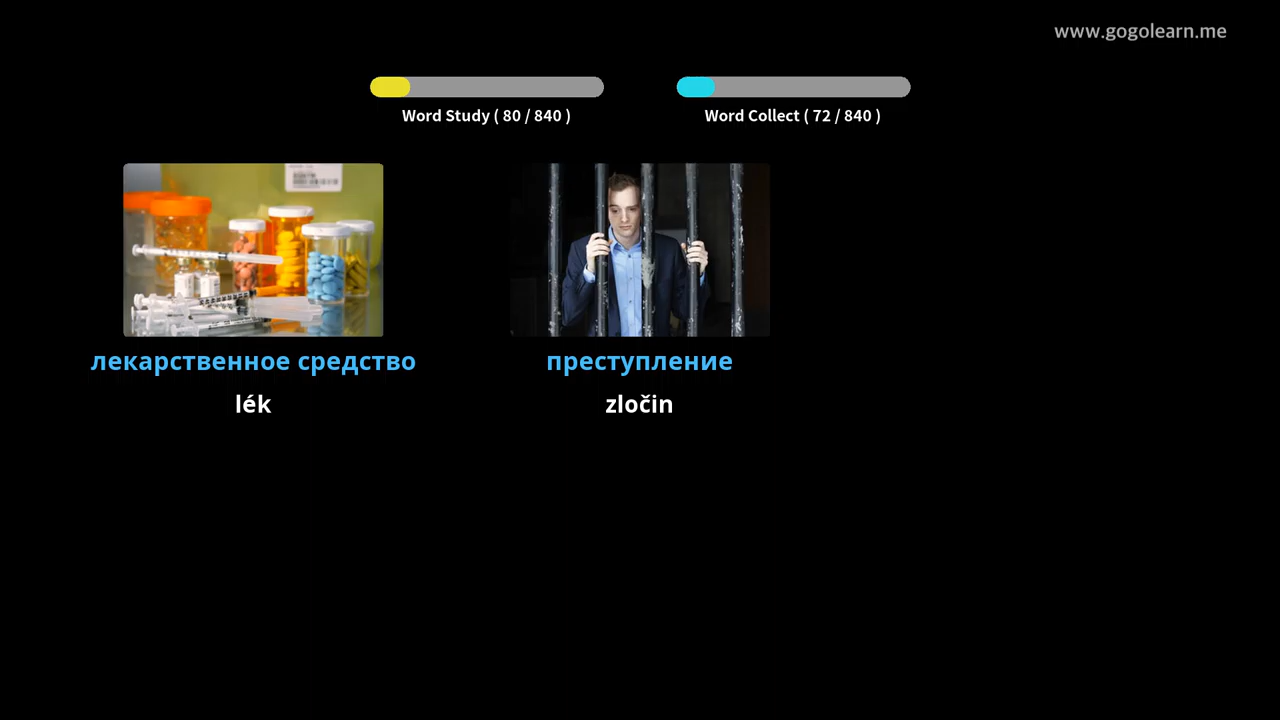 www.gogolearn.me
Word Study ( 80 / 840 )
Word Collect ( 72 / 840 )
лекарственное средство
lék
преступление
zločin